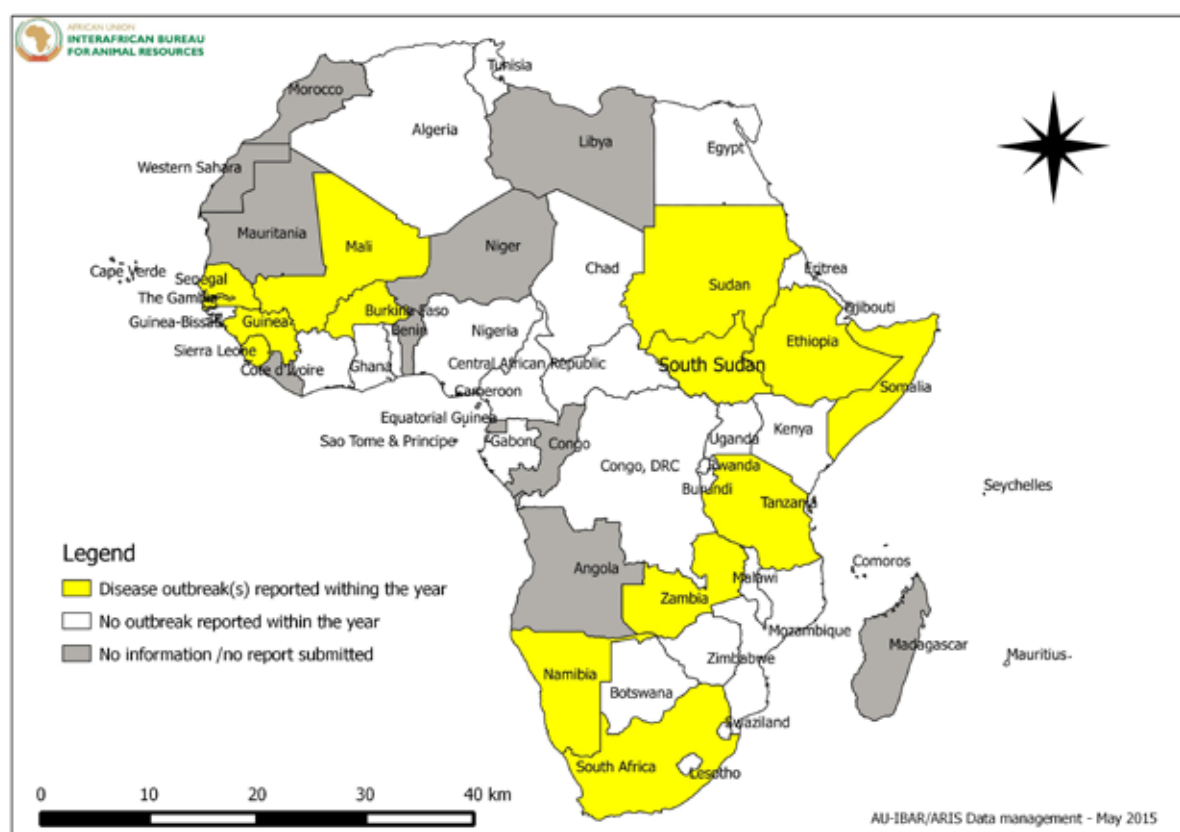 AFRICAN UNION
INTERAFRICAN BUREAU
FOR ANIMAL RESOURCES
Tunisia
Morocco
Algeria
Libya
Egypt
Western Sahara
Mauritania
Mali
Niger
Cape Verde
Chad
Eritrea
Senegal
Sudan
The Gambia
Burkina Faso
Djibouti
Guinea-Bissau
Guinea
Benin
Nigeria
Ethiopia
Sierra Leone
Cote d'Ivoire
Ghana
Central African Republic
South Sudan
Somalia
Cameroon
Equatorial Guinea
Sao Tome & Principe
Gabon
Congo
Uganda
Kenya
Congo, DRC
Rwanda
Burundi
Seychelles
Tanzania
Comoros
Angola
Malawi
Zambia
Mozambique
Madagascar
Mauritius
Zimbabwe
Namibia
Botswana
Swaziland
South Africa
Lesotho
Legend
Disease outbreak(s) reported withing the year
No outbreak reported within the year
No information /no report submitted
0 10 20 30 40 km
AU-IBAR/ARIS Data management - May 2015